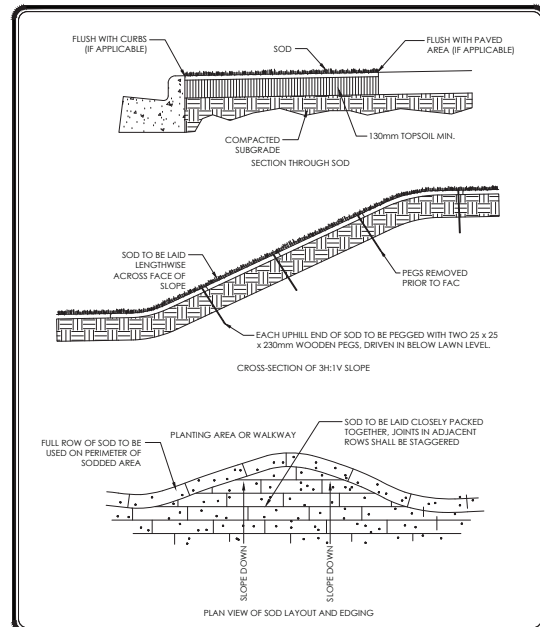 FLUSH WITH CURBS
(IF APPLICABLE)
SOD
FLUSH WITH PAVED
AREA (IF APPLICABLE)
COMPACTED
SUBGRADE
130mm TOPSOIL MIN.
SECTION THROUGH SOD
SOD TO BE LAID
LENGTHWISE
ACROSS FACE OF
SLOPE
PEGS REMOVED
PRIOR TO FAC
EACH UPHILL END OF SOD TO BE PEGGED WITH TWO 25 x 25
x 230mm WOODEN PEGS, DRIVEN IN BELOW LAWN LEVEL.
CROSS-SECTION OF 3H:1V SLOPE
SOD TO BE LAID CLOSELY PACKED
TOGETHER, JOINTS IN ADJACENT
ROWS SHALL BE STAGGERED
PLANTING AREA OR WALKWAY
FULL ROW OF SOD TO BE
USED ON PERIMETER OF
SODDED AREA
SLOPE DOWN
SLOPE DOWN
PLAN VIEW OF SOD LAYOUT AND EDGING